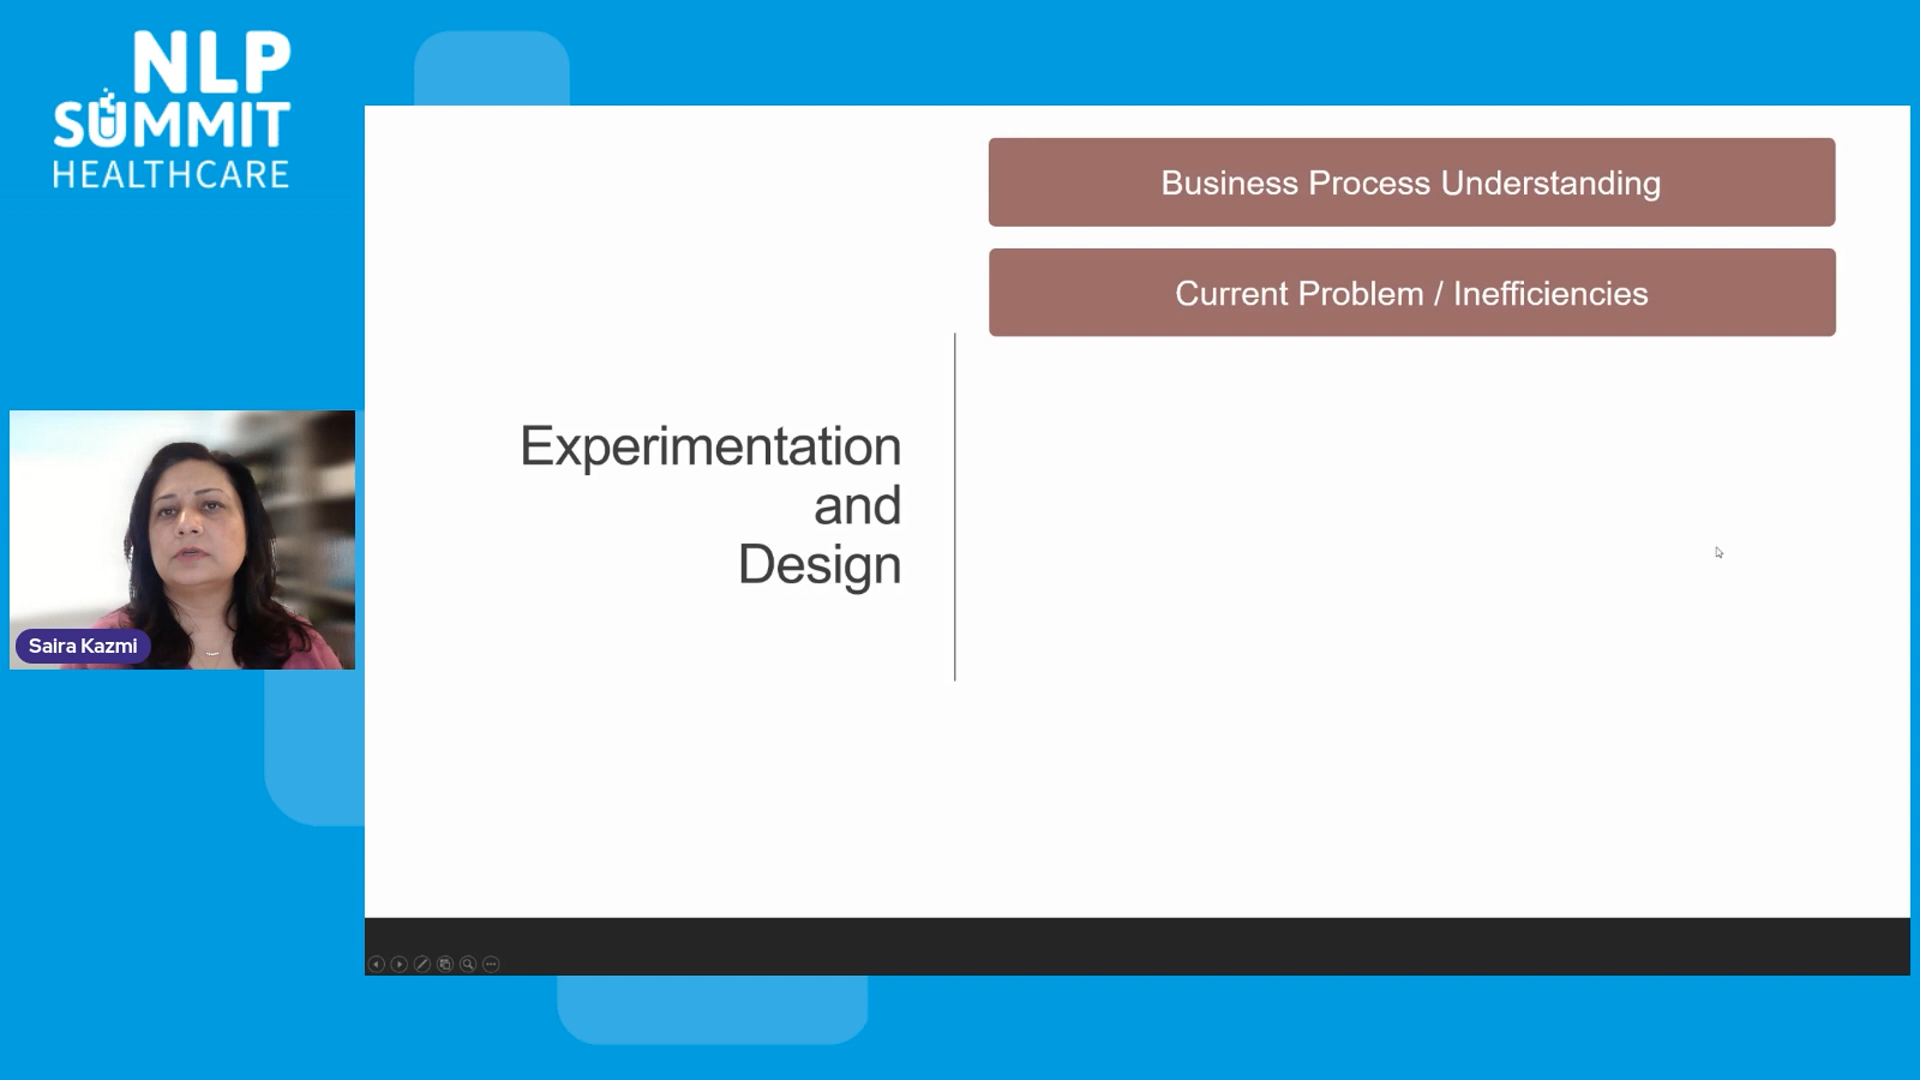 NLP
SUMMIT
HEALTHCARE
Business Process Understanding
Current Problem / Inefficiencies
Experimentation
and
Design
Saira Kazmi